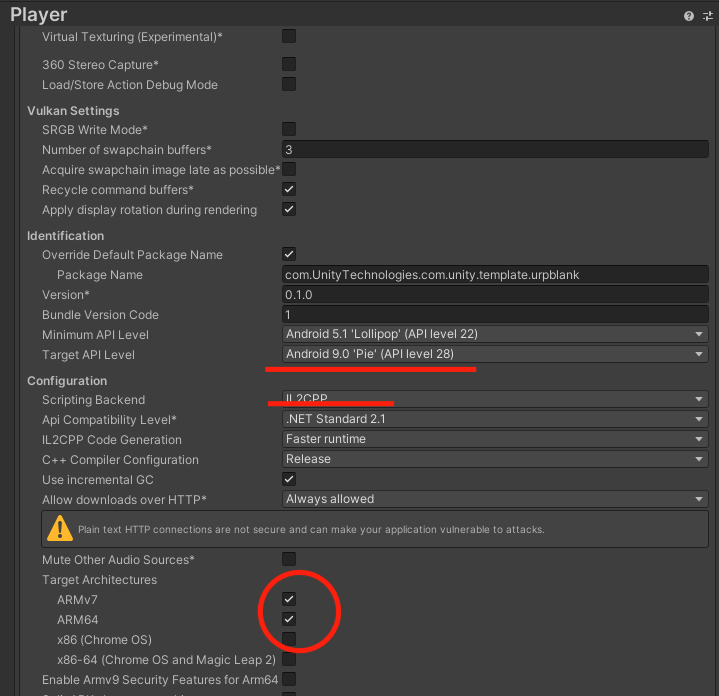 Player
Virtual Texturing (Experimental)*
360 Stereo Capture*
Load/Store Action Debug Mode
Vulkan Settings
SRGB Write Mode*
Number of swapchain buffers* 3
Acquire swapchain image late as possible*
Recycle command buffers*
Apply display rotation during rendering
Identification
Override Default Package Name
Package Name com.UnityTechnologies.com.unity.template.urpblank
Version* 0.1.0
Bundle Version Code 1
Minimum API Level Android 5.1 'Lollipop' (API level 22)
Target API Level Android 9.0 'Pie' (API level 28)
Configuration
Scripting Backend IL2CPP
Api Compatibility Level* .NET Standard 2.1
IL2CPP Code Generation Faster runtime
C++ Compiler Configuration Release
Use incremental GC
Allow downloads over HTTP* Always allowed
Plain text HTTP connections are not secure and can make your application vulnerable to attacks.
Mute Other Audio Sources*
Target Architectures
ARMv7
ARM64
x86 (Chrome OS)
x86-64 (Chrome OS and Magic Leap 2)
Enable Armv9 Security Features for Arm64